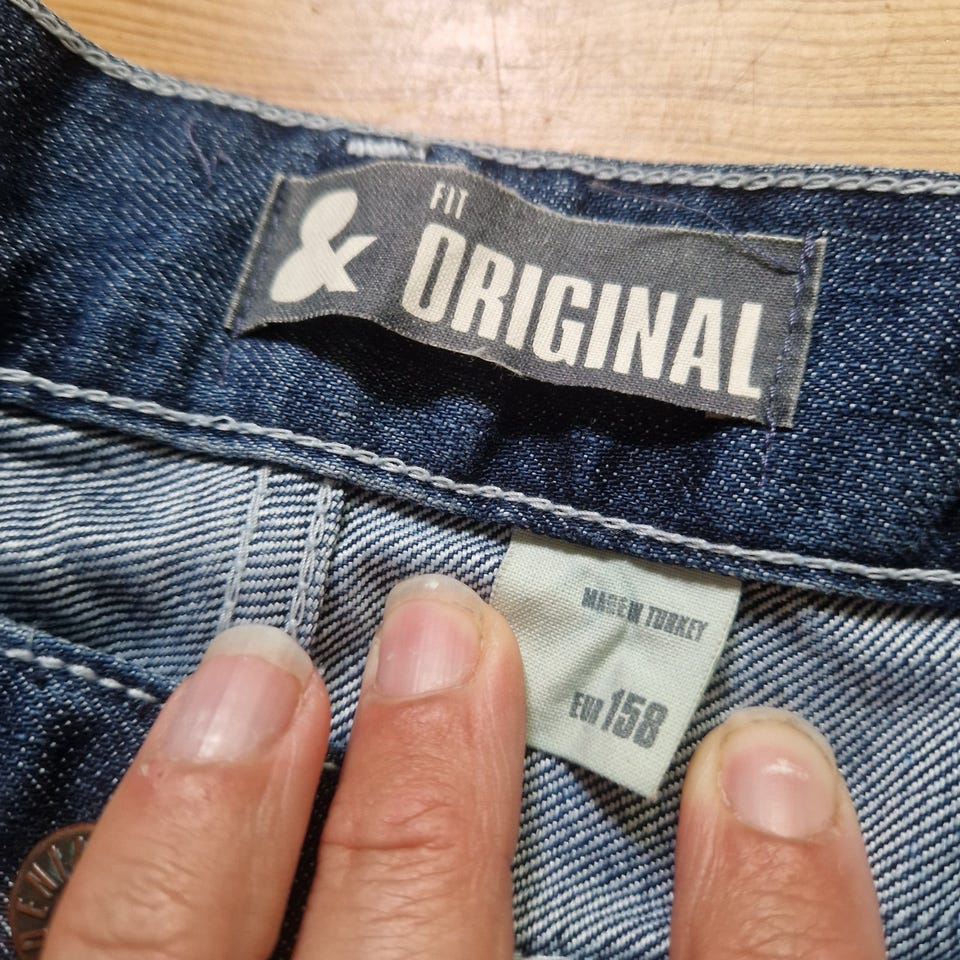 FIT
& ORIGINAL
MADE IN TURKEY
EUR 158